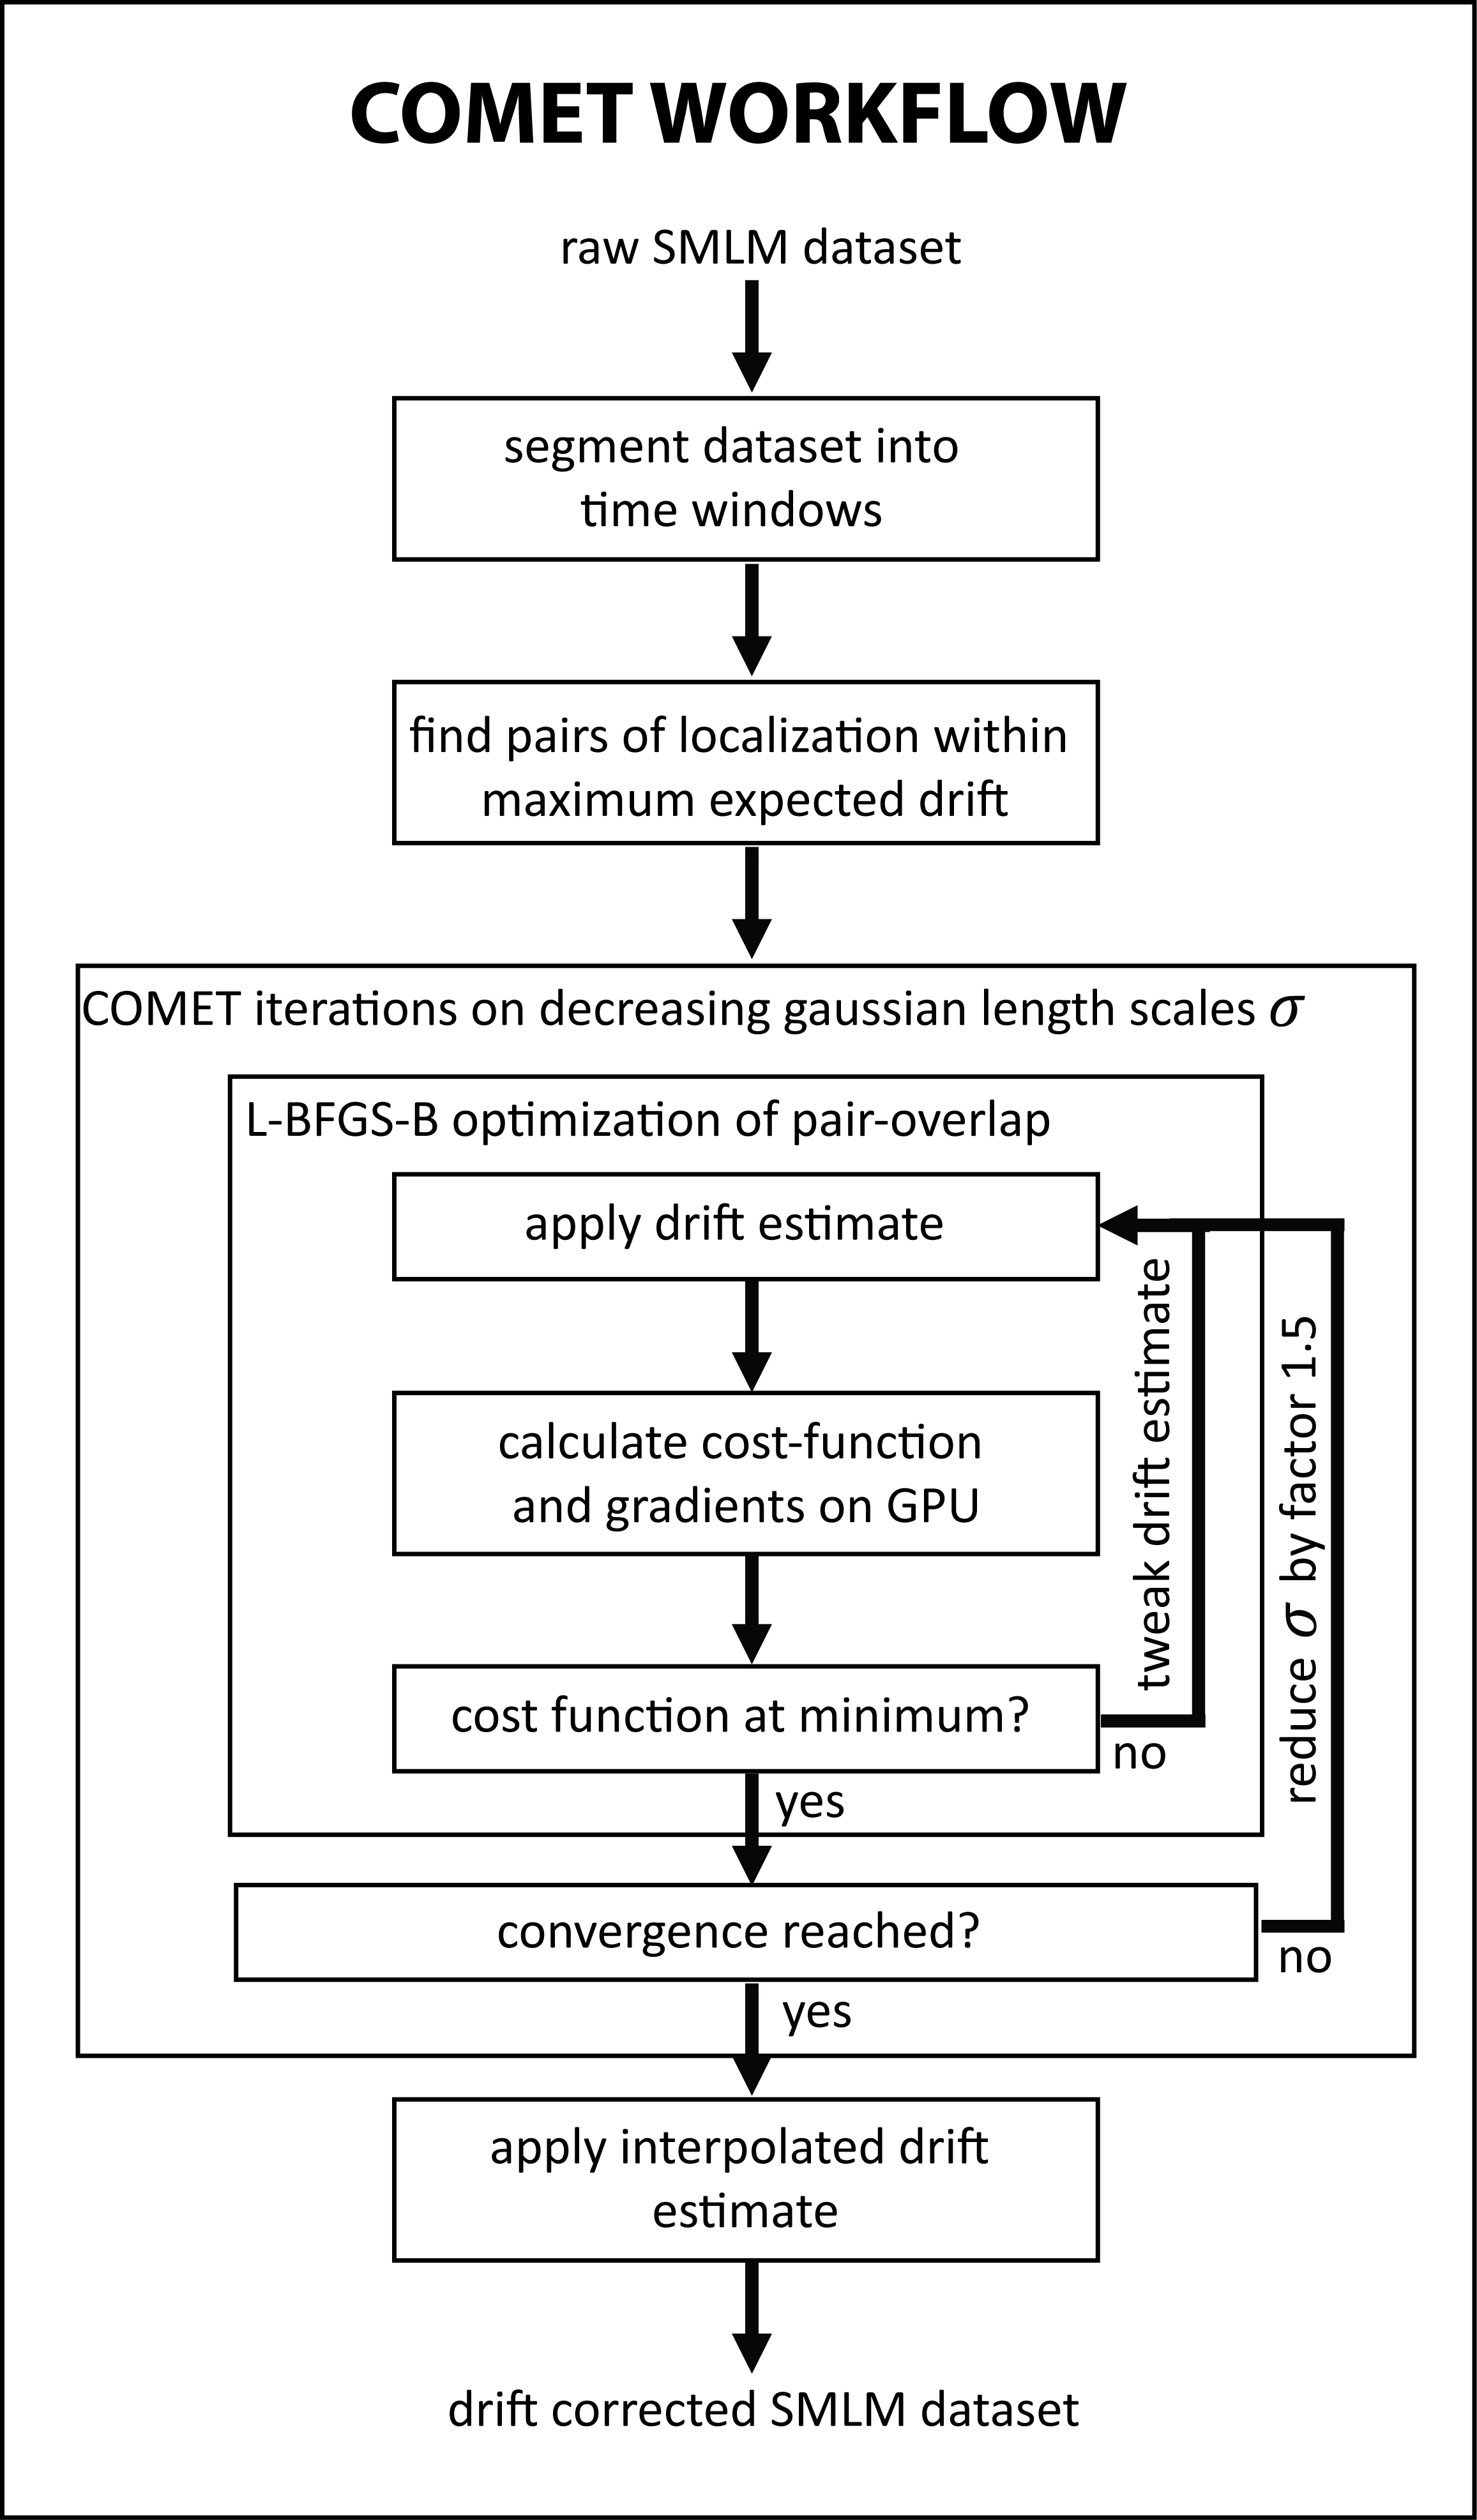 COMET WORKFLOW
raw SMLM dataset
segment dataset into
time windows
find pairs of localization within
maximum expected drift
COMET iterations on decreasing gaussian length scales σ
L-BFGS-B optimization of pair-overlap
apply drift estimate
calculate cost-function
and gradients on GPU
cost function at minimum?
no
tweak drift estimate
yes
convergence reached?
no
reduce σ by factor 1.5
yes
apply interpolated drift
estimate
drift corrected SMLM dataset